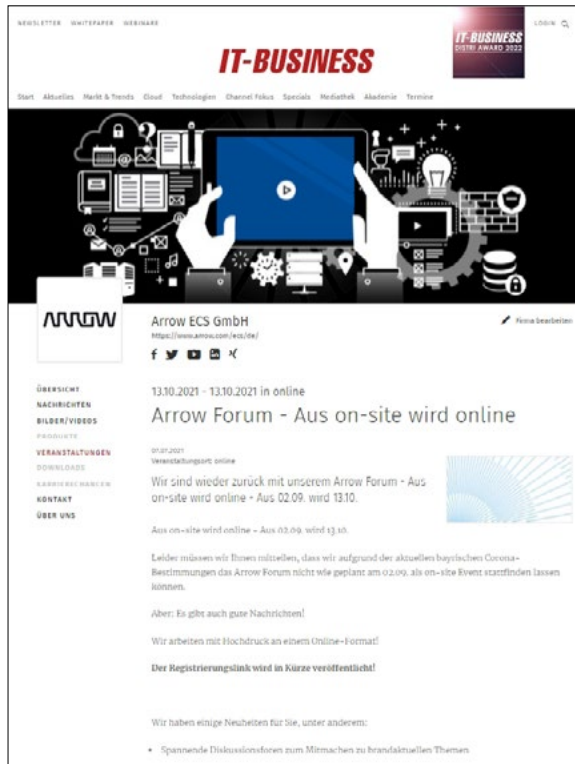 NEWSLETTER WHITEPAPER WEBINARE
LOGIN
IT-BUSINESS
IT-BUSINESS
DISTRI AWARD 2022
Start Aktuelles Markt & Trends Cloud Technologien Channel Fokus Specials Mediathek Akademie Termine
ARROW
Arrow ECS GmbH
https://www.arrow.com/ecs/de/
Firma bearbeiten
ÜBERSICHT
NACHRICHTEN
BILDER/VIDEOS
PRODUKTE
VERANSTALTUNGEN
DOWNLOADS
KARRIERECHANCEN
KONTAKT
ÜBER UNS
13.10.2021 - 13.10.2021 in online
Arrow Forum - Aus on-site wird online
07.07.2021
Veranstaltungsort: online
Wir sind wieder zurück mit unserem Arrow Forum - Aus
on-site wird online - Aus 02.09. wird 13.10.
Aus on-site wird online - Aus 02.09. wird 13.10.
Leider müssen wir Ihnen mitteilen, dass wir aufgrund der aktuellen bayrischen Corona-
Bestimmungen das Arrow Forum nicht wie geplant am 02.09. als on-site Event stattfinden lassen
können.
Aber: Es gibt auch gute Nachrichten!
Wir arbeiten mit Hochdruck an einem Online-Format!
Der Registrierungslink wird in Kürze veröffentlicht!
Wir haben einige Neuheiten für Sie, unter anderem:
• Spannende Diskussionsforen zum Mitmachen zu brandaktuellen Themen